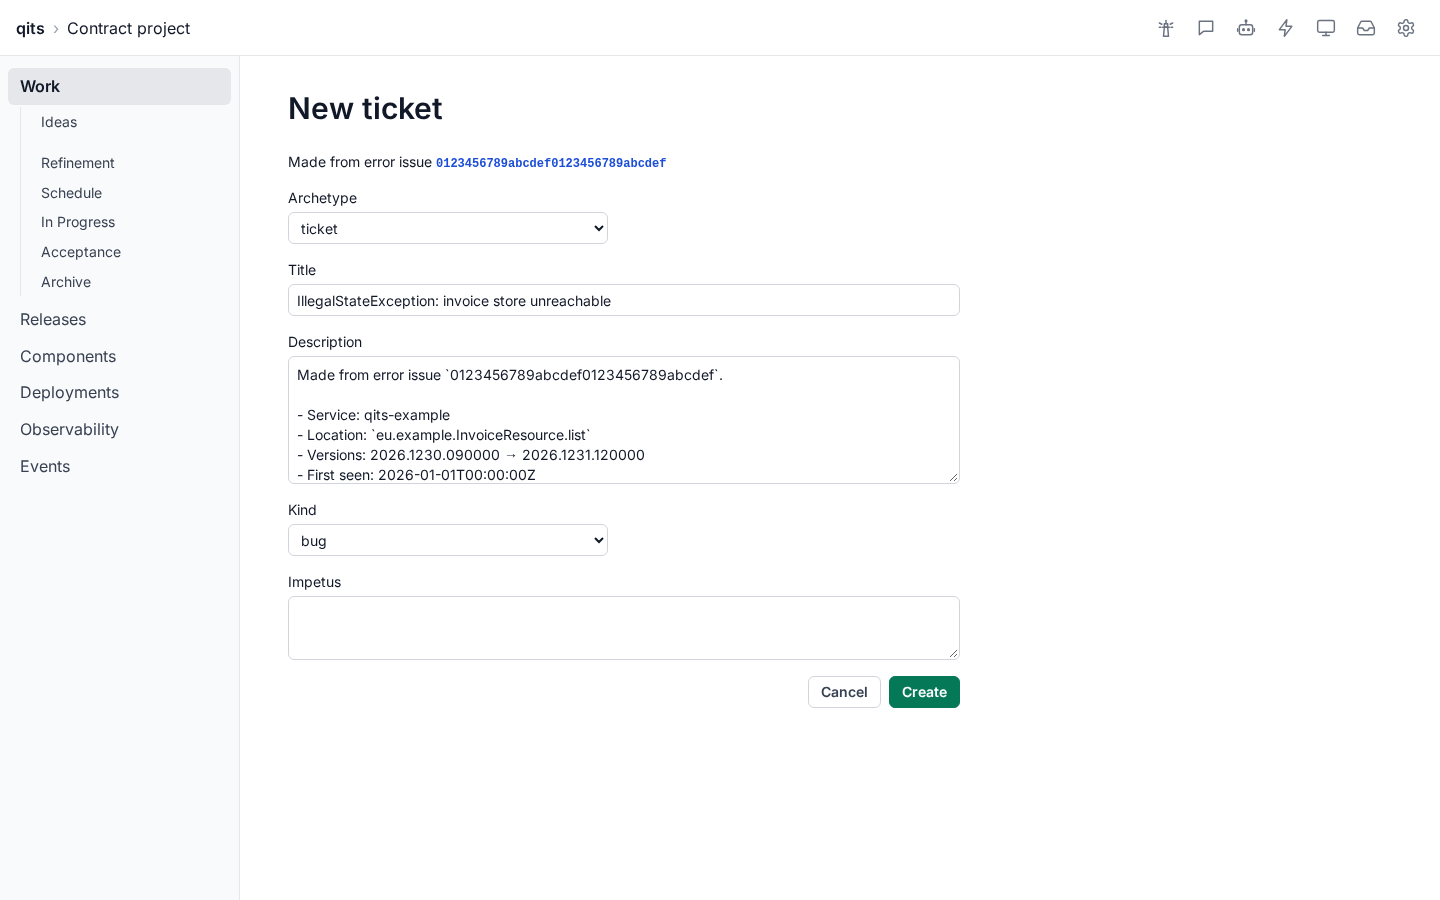 qits › Contract project
Work
Ideas
Refinement
Schedule
In Progress
Acceptance
Archive
Releases
Components
Deployments
Observability
Events
New ticket
Made from error issue 0123456789abcdef0123456789abcdef
Archetype
ticket
Title
IllegalStateException: invoice store unreachable
Description
Made from error issue `0123456789abcdef0123456789abcdef`.
- Service: qits-example
- Location: `eu.example.InvoiceResource.list`
- Versions: 2026.1230.090000 → 2026.1231.120000
- First seen: 2026-01-01T00:00:00Z
Kind
bug
Impetus
Cancel Create